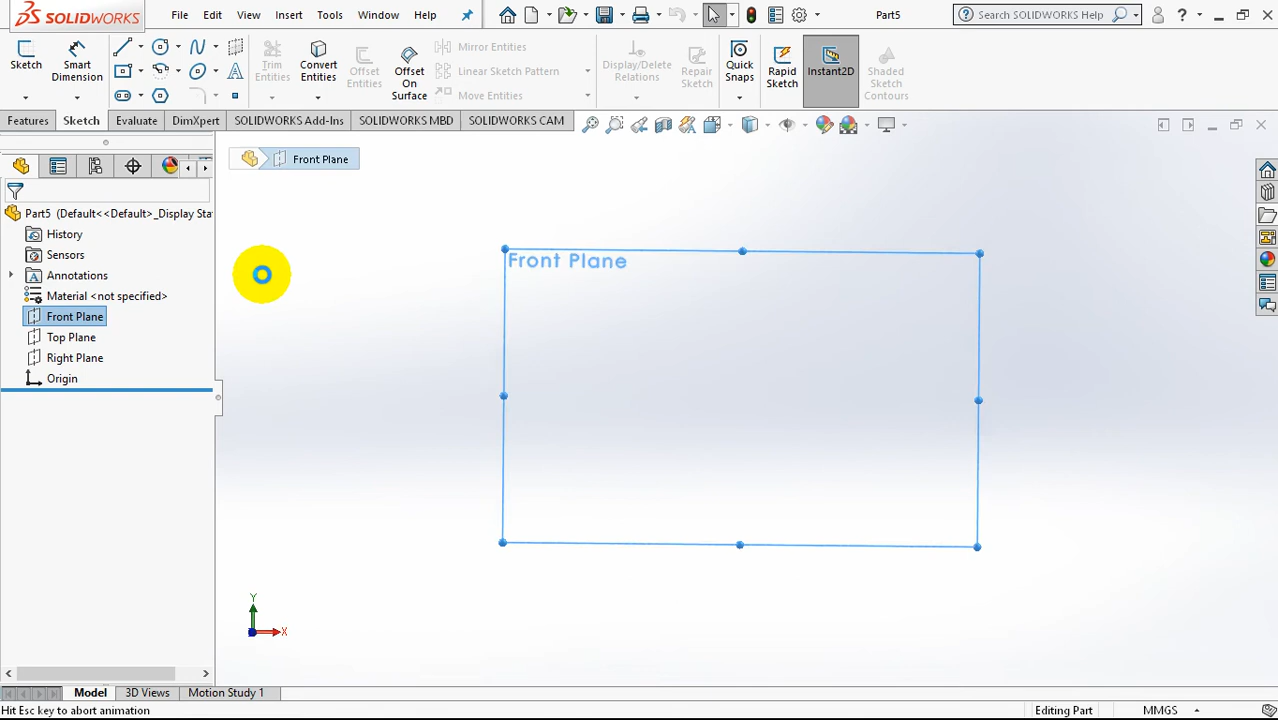 SOLIDWORKS File Edit View Insert Tools Window Help Part5 Search SOLIDWORKS Help ?
Sketch Smart Dimension Trim Entities Convert Entities Offset Entities Offset On Surface Mirror Entities Linear Sketch Pattern Move Entities Display/Delete Relations Repair Sketch Quick Snaps Rapid Sketch Instant2D Shaded Sketch Contours
Features Sketch Evaluate DimXpert SOLIDWORKS Add-Ins SOLIDWORKS MBD SOLIDWORKS CAM
Front Plane
Part5 (Default<<Default>_Display Sta
History
Sensors
Annotations
Material <not specified>
Front Plane
Top Plane
Right Plane
Origin
Front Plane
Y
X
Model 3D Views Motion Study 1
Hit Esc key to abort animation Editing Part MMGS